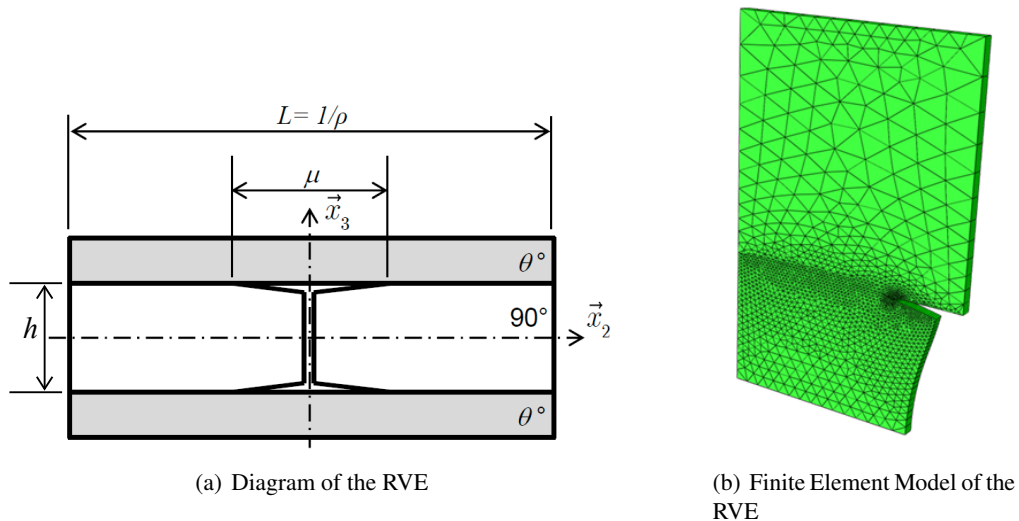 L= 1/ρ
μ
x⃗₃
θ°
h
90°
x⃗₂
θ°
(a) Diagram of the RVE
(b) Finite Element Model of the
RVE